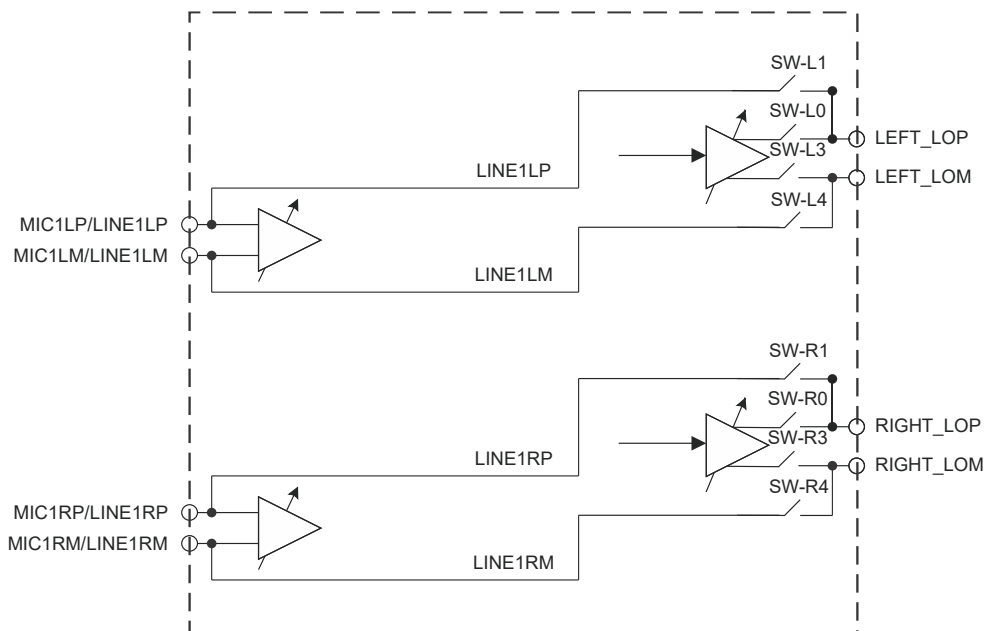 SW-L1
SW-L0
LEFT_LOP
SW-L3
LINE1LP
LEFT_LOM
SW-L4
MIC1LP/LINE1LP
MIC1LM/LINE1LM
LINE1LM
SW-R1
SW-R0
RIGHT_LOP
SW-R3
LINE1RP
RIGHT_LOM
SW-R4
MIC1RP/LINE1RP
MIC1RM/LINE1RM
LINE1RM